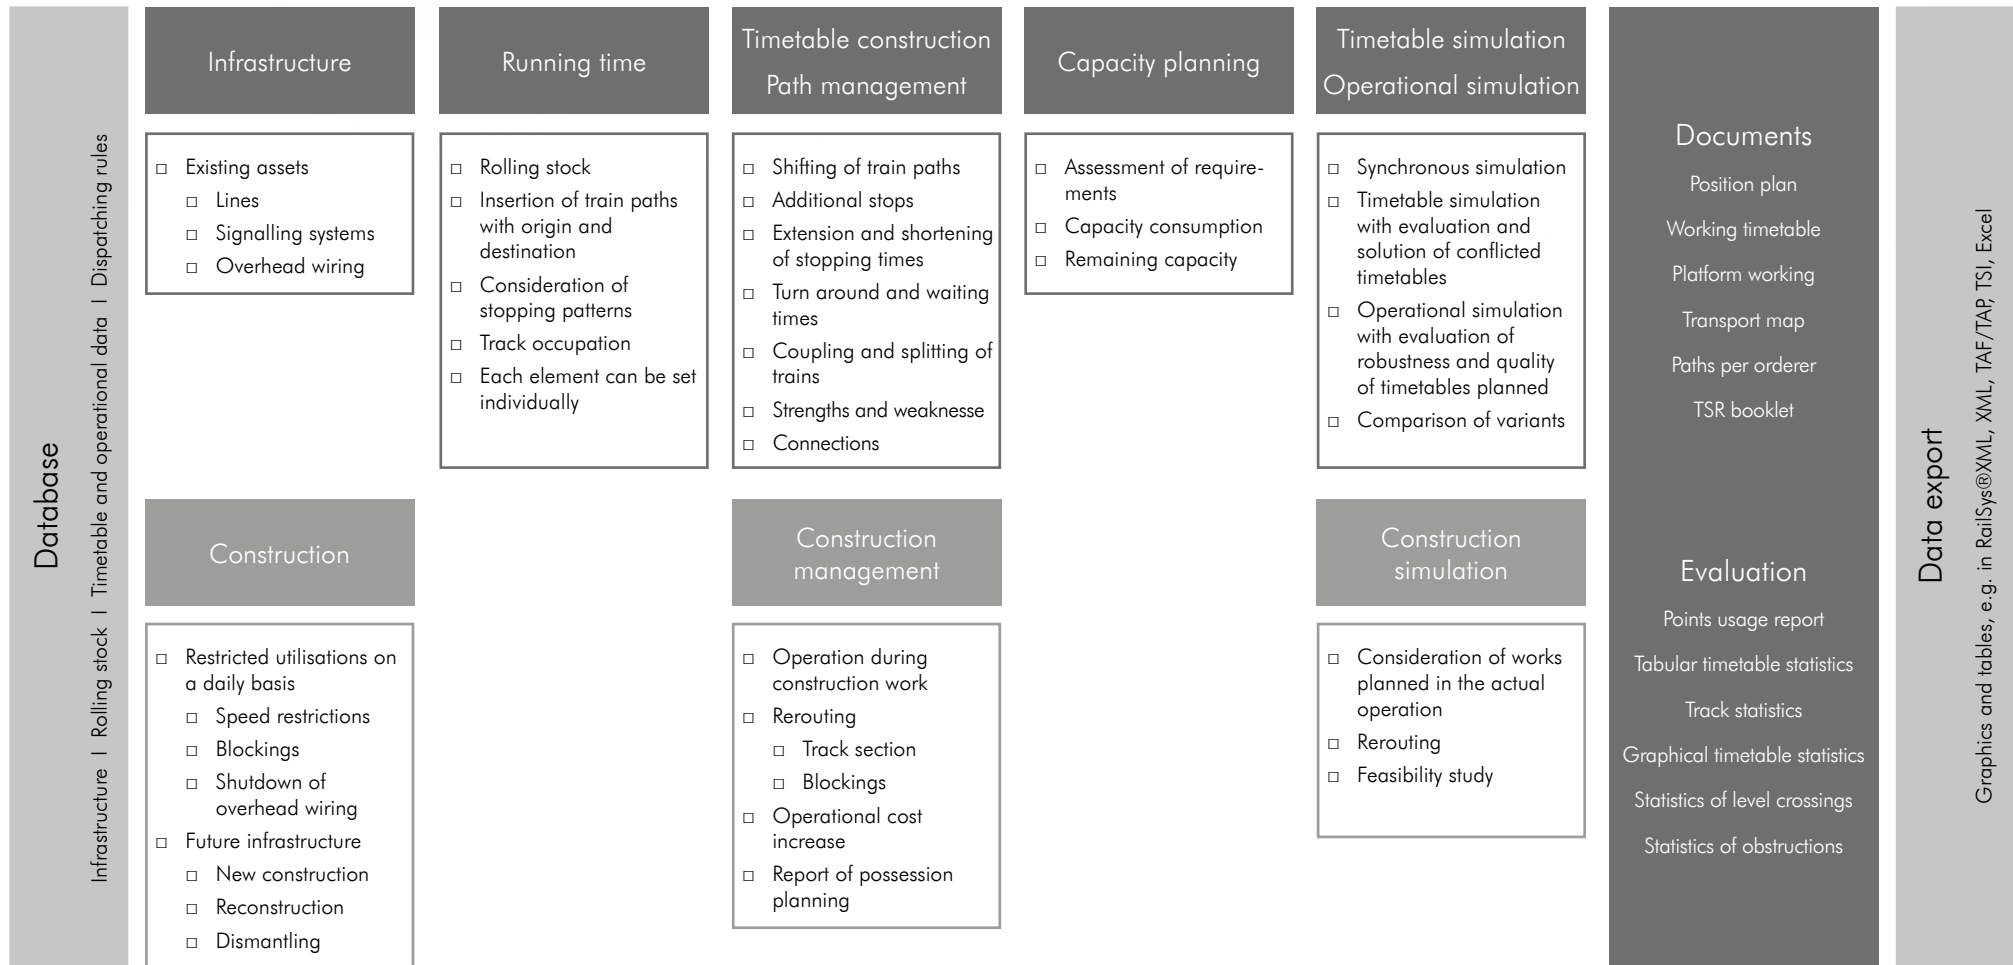 Database
Infrastructure I Rolling stock I Timetable and operational data I Dispatching rules
Infrastructure
□ Existing assets
□ Lines
□ Signalling systems
□ Overhead wiring
Running time
□ Rolling stock
□ Insertion of train paths
with origin and
destination
□ Consideration of
stopping patterns
□ Track occupation
□ Each element can be set
individually
Timetable construction
Path management
□ Shifting of train paths
□ Additional stops
□ Extension and shortening
of stopping times
□ Turn around and waiting
times
□ Coupling and splitting of
trains
□ Strengths and weaknesse
□ Connections
Capacity planning
□ Assessment of require-
ments
□ Capacity consumption
□ Remaining capacity
Timetable simulation
Operational simulation
□ Synchronous simulation
□ Timetable simulation
with evaluation and
solution of conflicted
timetables
□ Operational simulation
with evaluation of
robustness and quality
of timetables planned
□ Comparison of variants
Construction
□ Restricted utilisations on
a daily basis
□ Speed restrictions
□ Blockings
□ Shutdown of
overhead wiring
□ Future infrastructure
□ New construction
□ Reconstruction
□ Dismantling
Construction
management
□ Operation during
construction work
□ Rerouting
□ Track section
□ Blockings
□ Operational cost
increase
□ Report of possession
planning
Construction
simulation
□ Consideration of works
planned in the actual
operation
□ Rerouting
□ Feasibility study
Documents
Position plan
Working timetable
Platform working
Transport map
Paths per orderer
TSR booklet
Evaluation
Points usage report
Tabular timetable statistics
Track statistics
Graphical timetable statistics
Statistics of level crossings
Statistics of obstructions
Data export
Graphics and tables, e.g. in RailSys®XML, XML, TAF/TAP, TSI, Excel